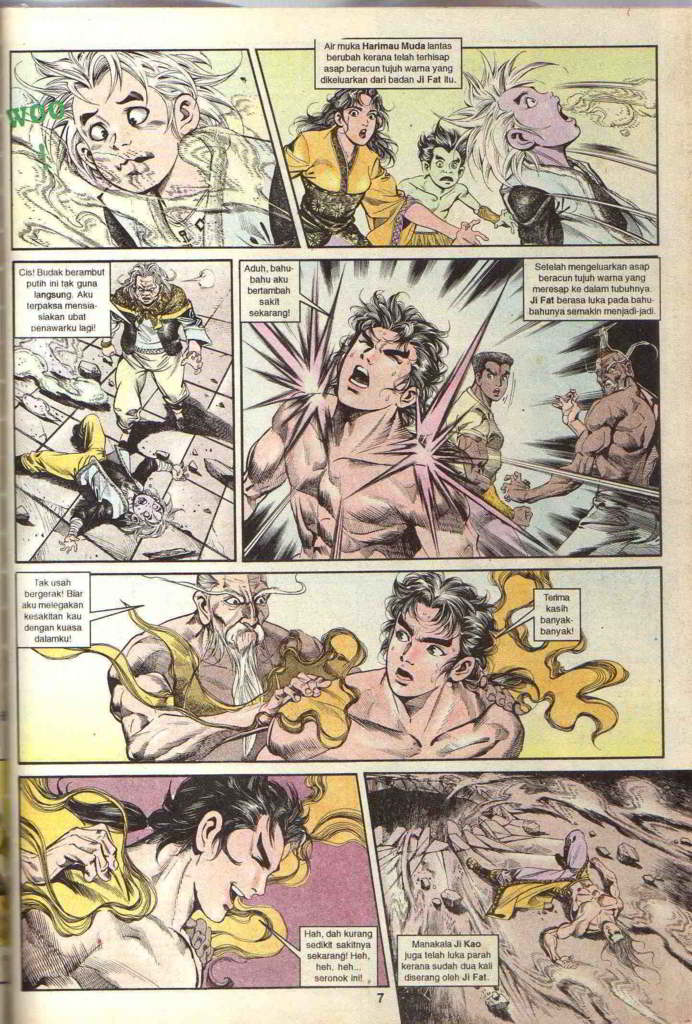 WOO
!
Air muka Harimau Muda lantas
berubah kerana telah terhisap
asap beracun tujuh warna yang
dikeluarkan dari badan Ji Fat itu.
Cis! Budak berambut
putih ini tak guna
langsung. Aku
terpaksa mensia-
siakan ubat
penawarku lagi!
Aduh, bahu-
bahu aku
bertambah
sakit
sekarang!
Setelah mengeluarkan asap
beracun tujuh warna yang
meresap ke dalam tubuhnya.
Ji Fat berasa luka pada bahu-
bahunya semakin menjadi-jadi.
Tak usah
bergerak! Biar
aku melegakan
kesakitan kau
dengan kuasa
dalamku!
Terima
kasih
banyak-
banyak!
Hah, dah kurang
sedikit sakitnya
sekarang! Heh,
heh, heh...
seronok ini!
Manakala Ji Kao
juga telah luka parah
kerana sudah dua kali
diserang oleh Ji Fat.
7